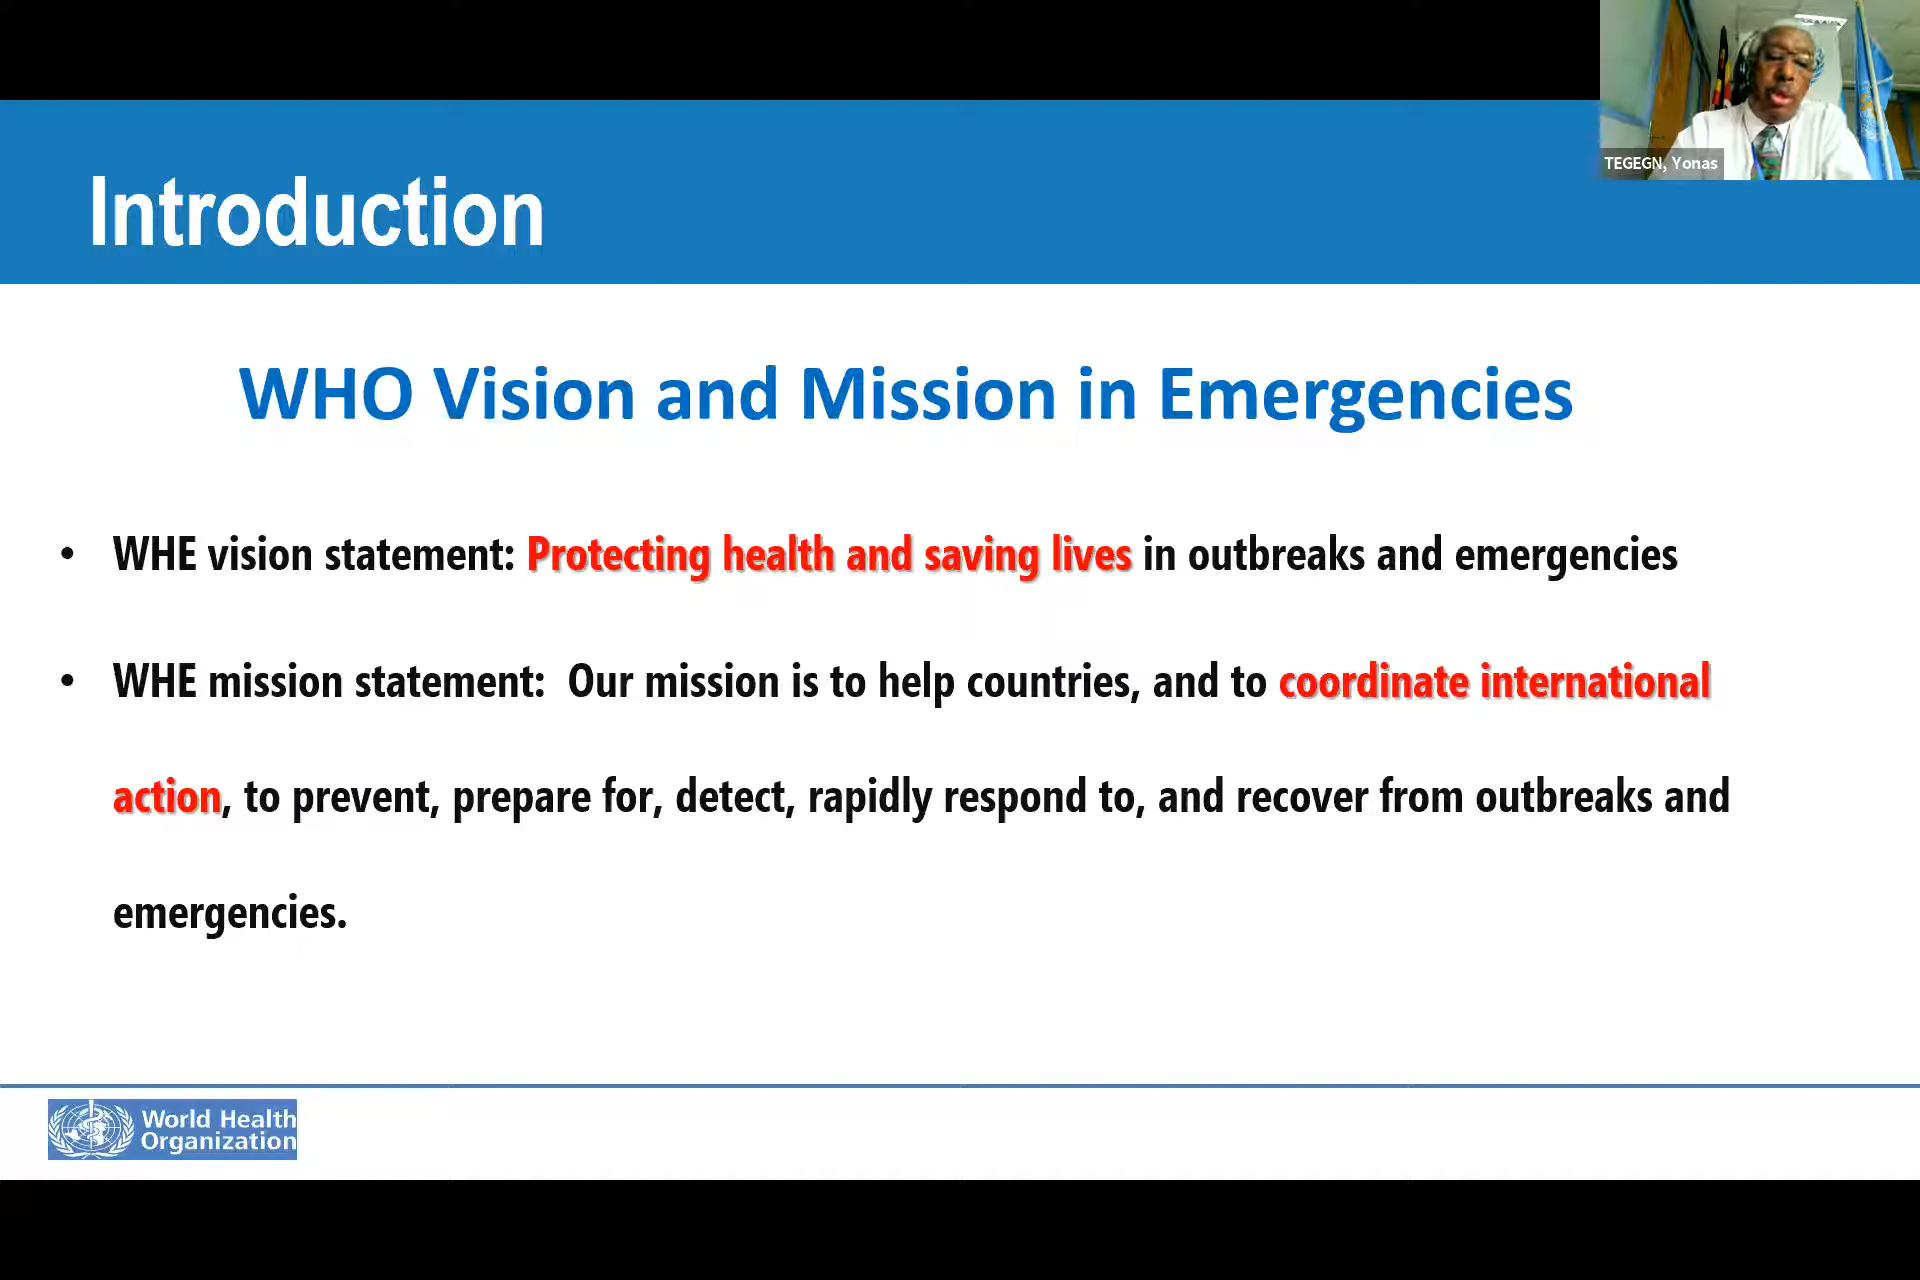 TEGEGN, Yonas
Introduction
WHO Vision and Mission in Emergencies
• WHE vision statement: Protecting health and saving lives in outbreaks and emergencies
• WHE mission statement: Our mission is to help countries, and to coordinate international
action, to prevent, prepare for, detect, rapidly respond to, and recover from outbreaks and
emergencies.
World Health
Organization